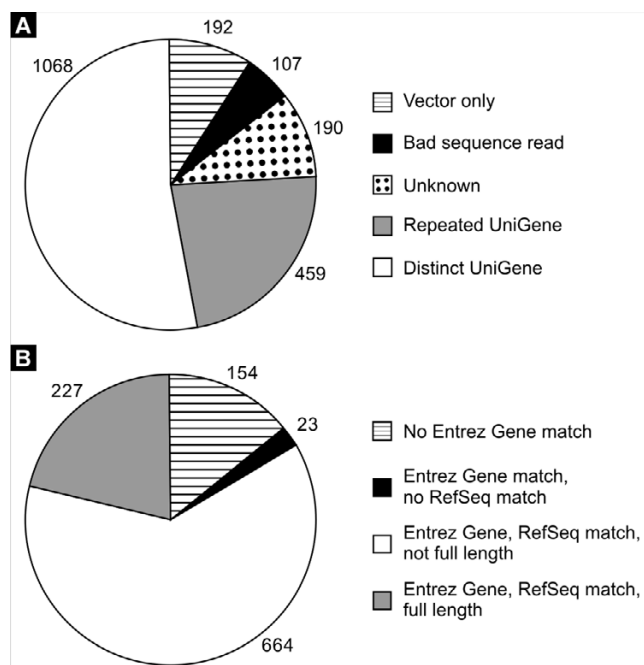 A
192
1068
107
190
459
Vector only
Bad sequence read
Unknown
Repeated UniGene
Distinct UniGene
B
154
227
23
664
No Entrez Gene match
Entrez Gene match,
no RefSeq match
Entrez Gene, RefSeq match,
not full length
Entrez Gene, RefSeq match,
full length